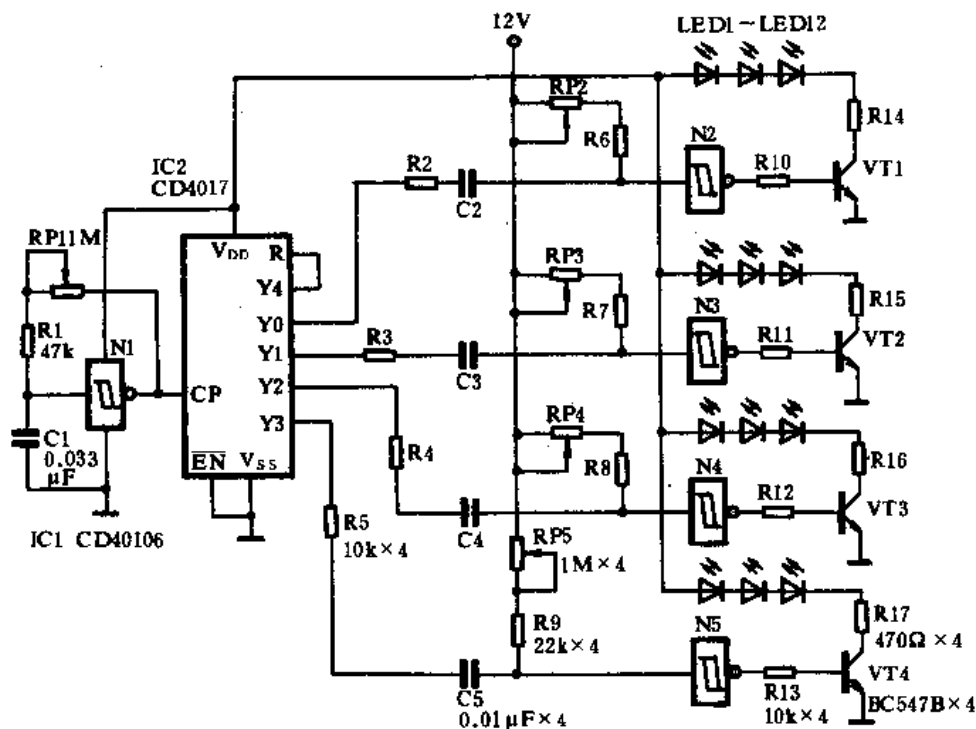 12V
LED1~LED12
RP2
R14
R6
N2
R10
VT1
IC2
CD4017
R2
C2
RP11M
VDD
R
Y4
Y0
Y1
Y2
Y3
CP
EN
VSS
RP3
R15
R7
N3
R11
VT2
R1
47k
N1
R3
C3
C1
0.033
μF
IC1 CD40106
RP4
R16
R8
N4
R12
VT3
R4
C4
R5
10k×4
RP5
1M×4
R9
22k×4
R17
470Ω×4
N5
R13
10k×4
VT4
BC547B×4
C5
0.01μF×4